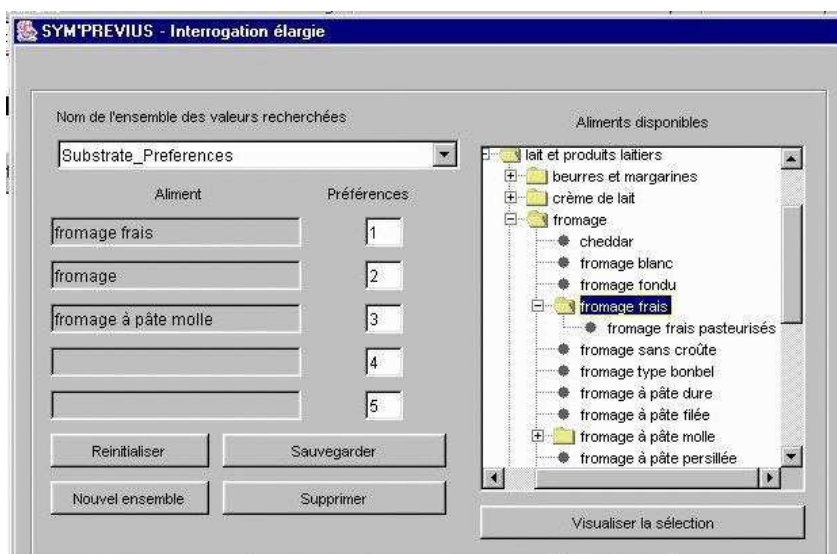 SYM'PREVIUS - Interrogation élargie
Nom de l'ensemble des valeurs recherchées
Substrate_Preferences
Aliment Préférences
fromage frais 1
fromage 2
fromage à pâte molle 3
4
5
Reinitialiser Sauvegarder
Nouvel ensemble Supprimer
Aliments disponibles
lait et produits laitiers
beurres et margarines
crème de lait
fromage
cheddar
fromage blanc
fromage fondu
fromage frais
fromage frais pasteurisés
fromage sans croûte
fromage type bonbel
fromage à pâte dure
fromage à pâte filée
fromage à pâte molle
fromage à pâte persillée
Visualiser la sélection